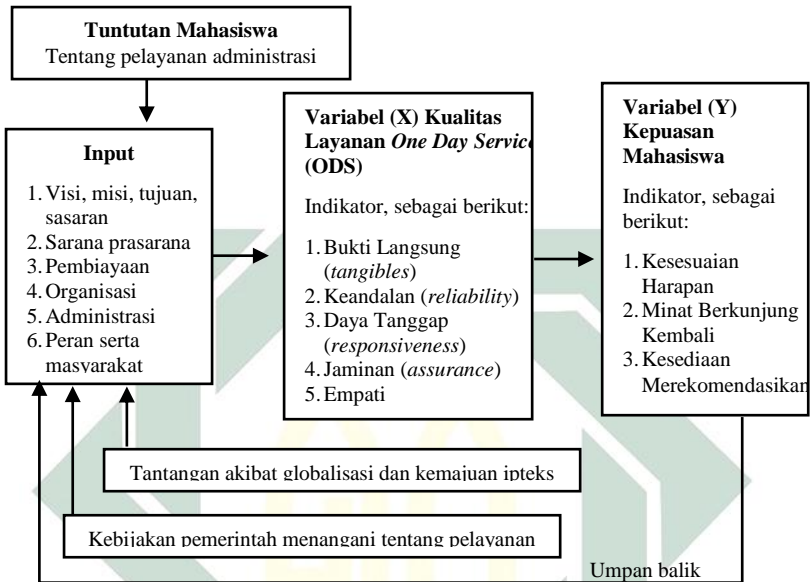 Tuntutan Mahasiswa
Tentang pelayanan administrasi
Input
1. Visi, misi, tujuan,
sasaran
2. Sarana prasarana
3. Pembiayaan
4. Organisasi
5. Administrasi
6. Peran serta
masyarakat
Variabel (X) Kualitas
Layanan One Day Service
(ODS)
Indikator, sebagai berikut:
1. Bukti Langsung
(tangibles)
2. Keandalan (reliability)
3. Daya Tanggap
(responsiveness)
4. Jaminan (assurance)
5. Empati
Variabel (Y)
Kepuasan
Mahasiswa
Indikator, sebagai
berikut:
1. Kesesuaian
Harapan
2. Minat Berkunjung
Kembali
3. Kesediaan
Merekomendasikan
Tantangan akibat globalisasi dan kemajuan ipteks
Kebijakan pemerintah menangani tentang pelayanan
Umpan balik